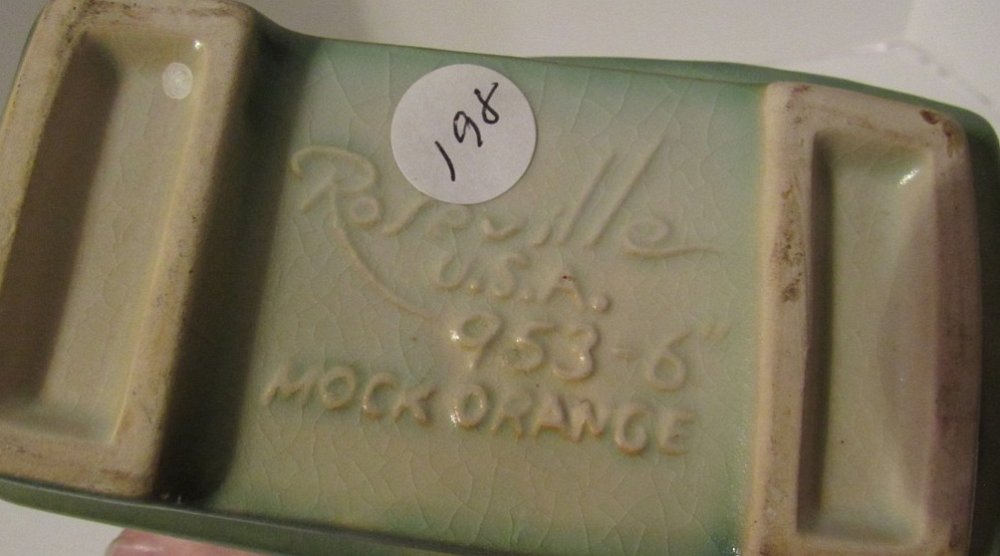 198
Roseville
U.S.A.
953-6"
MOCK ORANGE